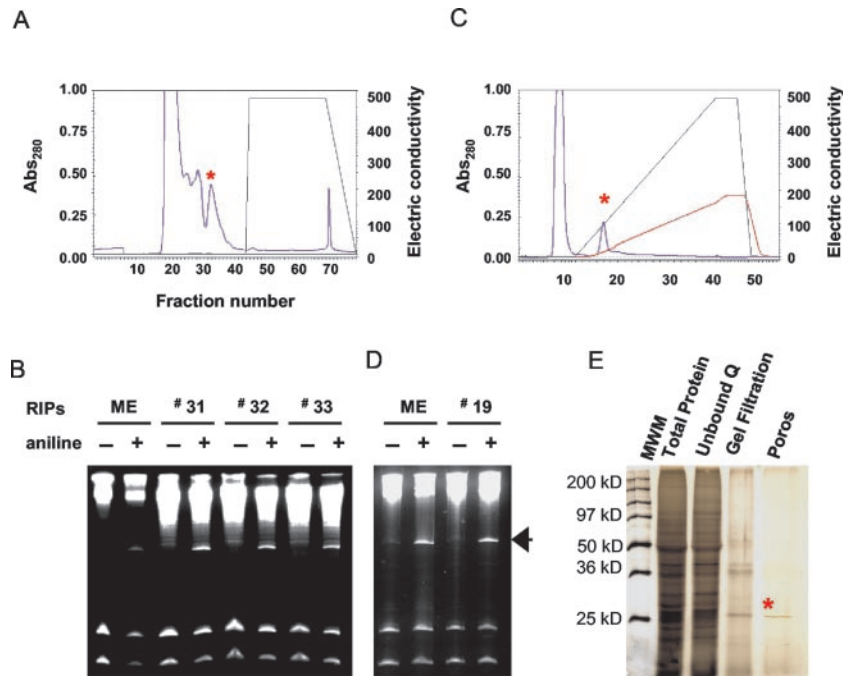 A
C
1.00
0.75
0.50
0.25
0.00
Abs280
500
400
300
200
100
0
Electric conductivity
10 20 30 40 50 60 70
Fraction number
*
1.00
0.75
0.50
0.25
0.00
Abs280
500
400
300
200
100
0
Electric conductivity
10 20 30 40 50
*
B
RIPs ME # 31 # 32 # 33
aniline – + – + – + – +
D
ME # 19
– + – +
E
MWM
Total Protein
Unbound Q
Gel Filtration
Poros
200 kD
97 kD
50 kD
36 kD
25 kD
*